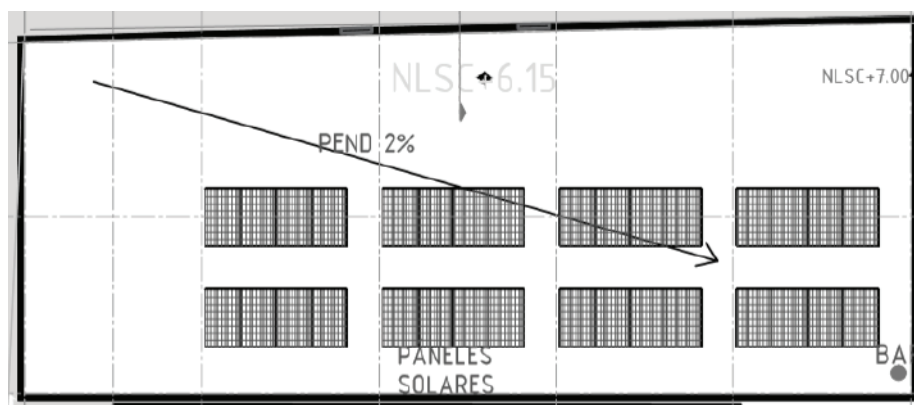 NLSC+6.15
NLSC+7.00
PEND 2%
PANELES
SOLARES